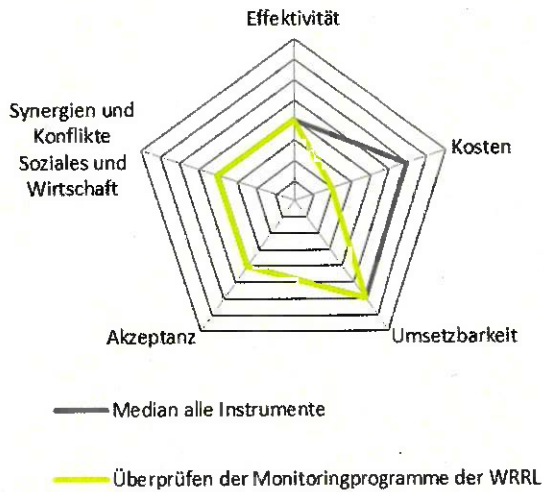 Effektivität
Synergien und
Konflikte
Soziales und
Wirtschaft
Kosten
Akzeptanz
Umsetzbarkeit
Median alle Instrumente
Überprüfen der Monitoringprogramme der WRRL